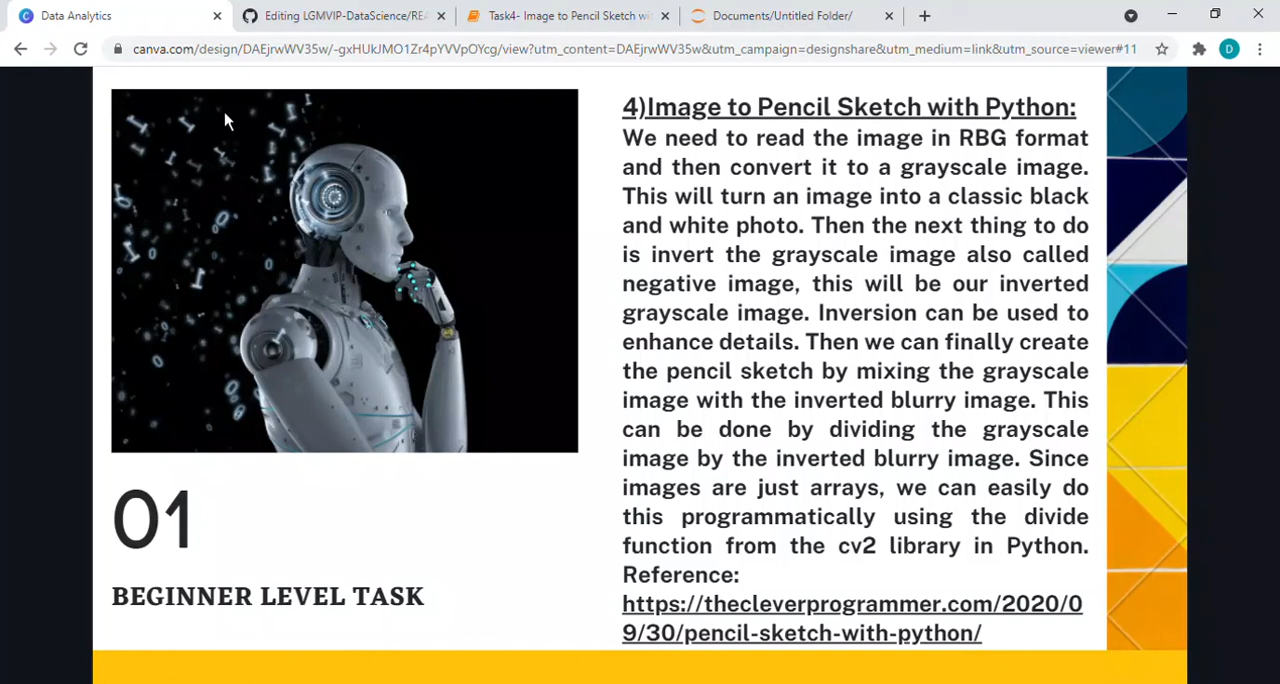 Data Analytics
Editing LGMVIP-DataScience/REA
Task4- Image to Pencil Sketch wit
Documents/Untitled Folder/
canva.com/design/DAEjrwWV35w/-gxHUkJMO1Zr4pYVVpOYcg/view?utm_content=DAEjrwWV35w&utm_campaign=designshare&utm_medium=link&utm_source=viewer#11
D
4)Image to Pencil Sketch with Python:
We need to read the image in RBG format
and then convert it to a grayscale image.
This will turn an image into a classic black
and white photo. Then the next thing to do
is invert the grayscale image also called
negative image, this will be our inverted
grayscale image. Inversion can be used to
enhance details. Then we can finally create
the pencil sketch by mixing the grayscale
image with the inverted blurry image. This
can be done by dividing the grayscale
image by the inverted blurry image. Since
images are just arrays, we can easily do
this programmatically using the divide
function from the cv2 library in Python.
Reference:
https://thecleverprogrammer.com/2020/0
9/30/pencil-sketch-with-python/
01
BEGINNER LEVEL TASK